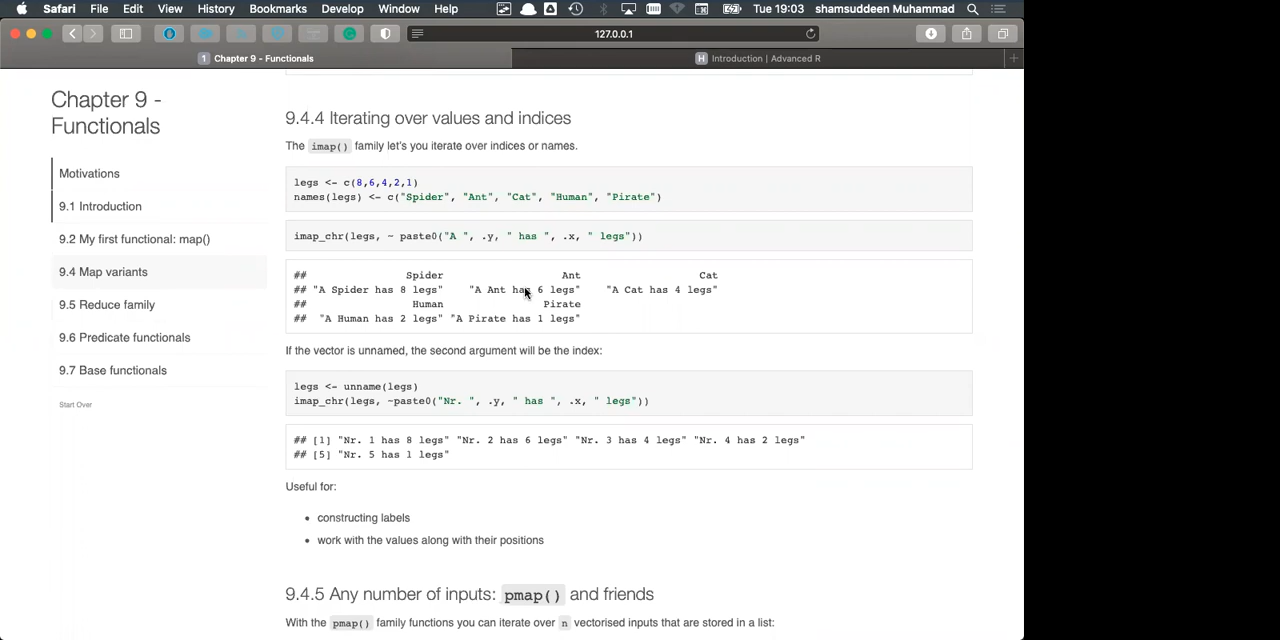 Safari File Edit View History Bookmarks Develop Window Help Tue 19:03 shamsuddeen Muhammad
127.0.0.1
1 Chapter 9 - Functionals
H Introduction | Advanced R
Chapter 9 -
Functionals
Motivations
9.1 Introduction
9.2 My first functional: map()
9.4 Map variants
9.5 Reduce family
9.6 Predicate functionals
9.7 Base functionals
Start Over
9.4.4 Iterating over values and indices
The imap() family let's you iterate over indices or names.
legs <- c(8,6,4,2,1)
names(legs) <- c("Spider", "Ant", "Cat", "Human", "Pirate")
imap_chr(legs, ~ paste0("A ", .y, " has ", .x, " legs"))
## Spider Ant Cat
## "A Spider has 8 legs" "A Ant has 6 legs" "A Cat has 4 legs"
## Human Pirate
## "A Human has 2 legs" "A Pirate has 1 legs"
If the vector is unnamed, the second argument will be the index:
legs <- unname(legs)
imap_chr(legs, ~paste0("Nr. ", .y, " has ", .x, " legs"))
## [1] "Nr. 1 has 8 legs" "Nr. 2 has 6 legs" "Nr. 3 has 4 legs" "Nr. 4 has 2 legs"
## [5] "Nr. 5 has 1 legs"
Useful for:
• constructing labels
• work with the values along with their positions
9.4.5 Any number of inputs: pmap() and friends
With the pmap() family functions you can iterate over n vectorised inputs that are stored in a list: